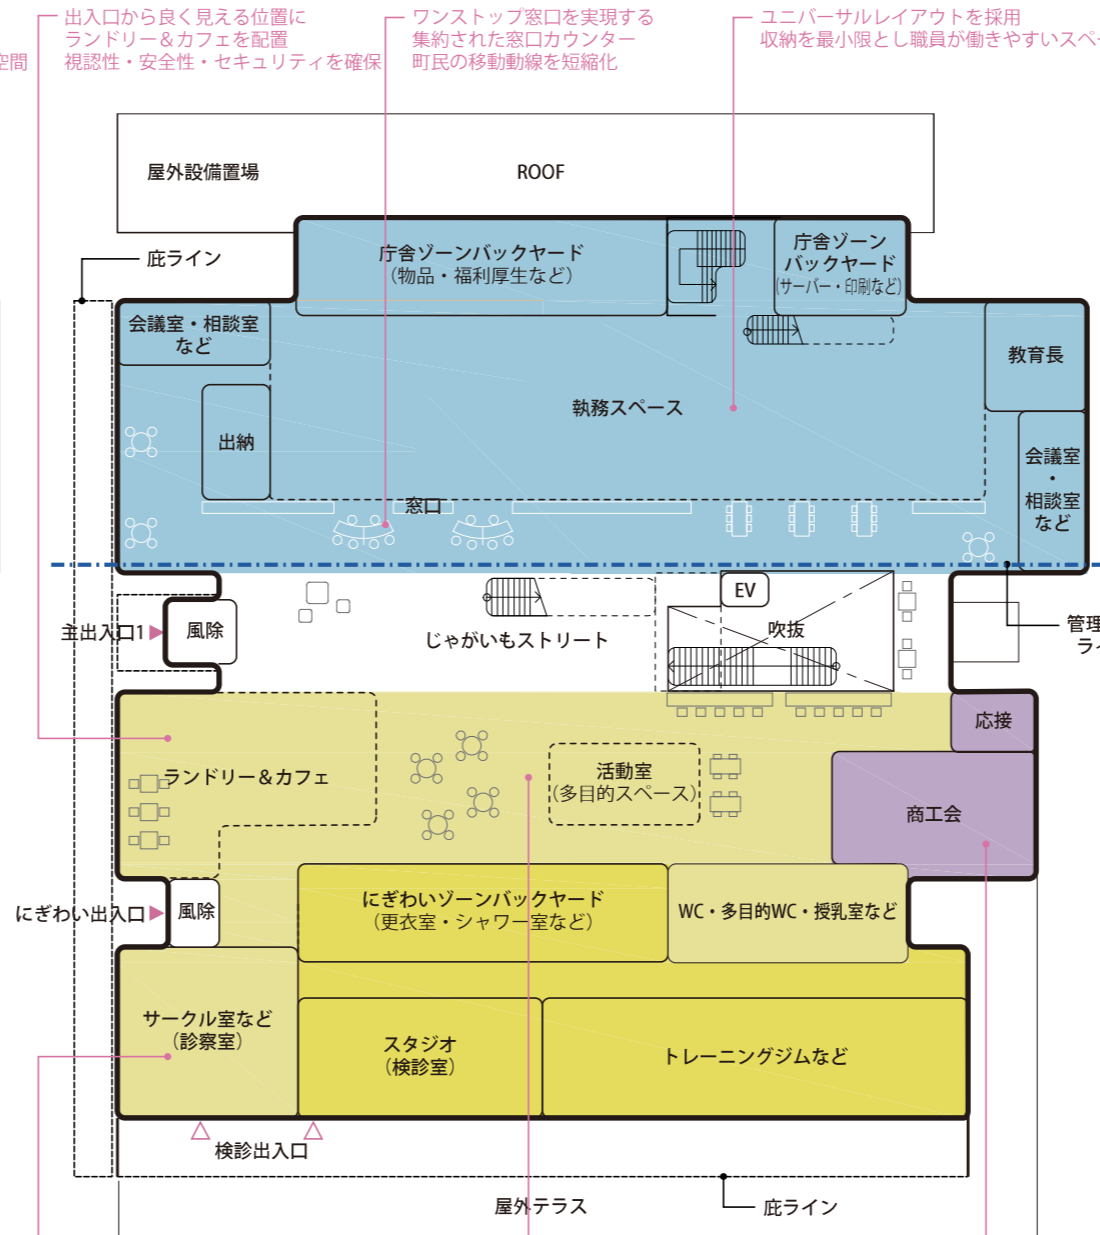 出入口から良く見える位置に
ランドリー＆カフェを配置
視認性・安全性・セキュリティを確保
空間
ワンストップ窓口を実現する
集約された窓口カウンター
町民の移動動線を短縮化
ユニバーサルレイアウトを採用
収納を最小限とし職員が働きやすいスペ
屋外設備置場
ROOF
庇ライン
庁舎ゾーンバックヤード
（物品・福利厚生など）
庁舎ゾーン
バックヤード
（サーバー・印刷など）
会議室・相談室
など
教育長
執務スペース
出納
会議室
・
相談室
など
窓口
EV
主出入口1
風除
じゃがいもストリート
吹抜
管理
ラ
応接
ランドリー＆カフェ
活動室
（多目的スペース）
商工会
にぎわい出入口
風除
にぎわいゾーンバックヤード
（更衣室・シャワー室など）
WC・多目的WC・授乳室など
サークル室など
（診察室）
スタジオ
（検診室）
トレーニングジムなど
検診出入口
屋外テラス
庇ライン